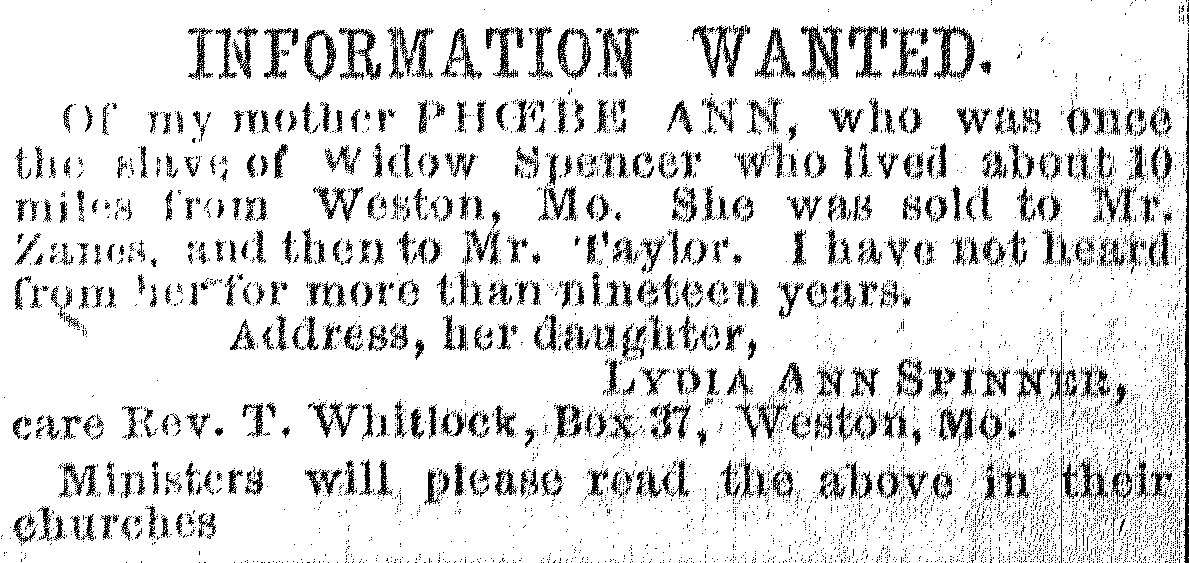 INFORMATION WANTED.
Of my mother PHŒBE ANN, who was once
the slave of Widow Spencer who lived about 10
miles from Weston, Mo. She was sold to Mr.
Zanes, and then to Mr. Taylor. I have not heard
from her for more than nineteen years.
Address, her daughter,
LYDIA ANN SPINNER,
care Rev. T. Whitlock, Box 37, Weston, Mo.
Ministers will please read the above in their
churches